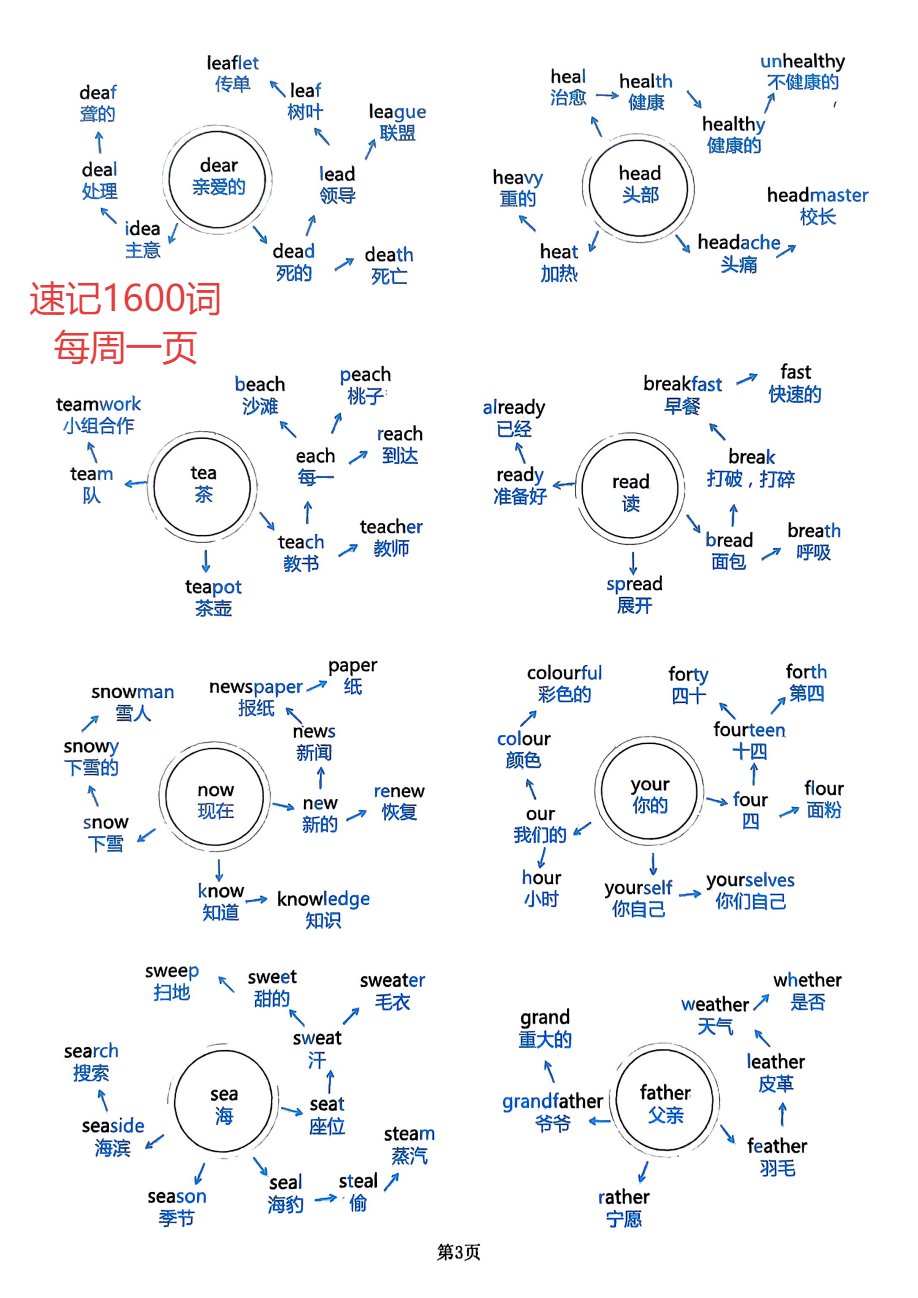 leaflet
传单
leaf
树叶
league
联盟
deaf
聋的
deal
处理
idea
主意
dear
亲爱的
lead
领导
dead
死的
death
死亡
heal
治愈
health
健康
unhealthy
不健康的
healthy
健康的
heavy
重的
heat
加热
head
头部
headmaster
校长
headache
头痛
速记1600词
每周一页
teamwork
小组合作
team
队
tea
茶
beach
沙滩
peach
桃子
each
每一
reach
到达
teach
教书
teacher
教师
teapot
茶壶
already
已经
ready
准备好
read
读
breakfast
早餐
fast
快速的
break
打破，打碎
bread
面包
breath
呼吸
spread
展开
snowman
雪人
snowy
下雪的
snow
下雪
now
现在
newspaper
报纸
paper
纸
news
新闻
new
新的
renew
恢复
know
知道
knowledge
知识
colourful
彩色的
colour
颜色
our
我们的
hour
小时
your
你的
forty
四十
forth
第四
fourteen
十四
four
四
flour
面粉
yourself
你自己
yourselves
你们自己
sweep
扫地
sweet
甜的
sweater
毛衣
sweat
汗
search
搜索
seaside
海滨
sea
海
seat
座位
season
季节
seal
海豹
steal
偷
steam
蒸汽
grand
重大的
grandfather
爷爷
father
父亲
weather
天气
whether
是否
leather
皮革
feather
羽毛
rather
宁愿
第3页